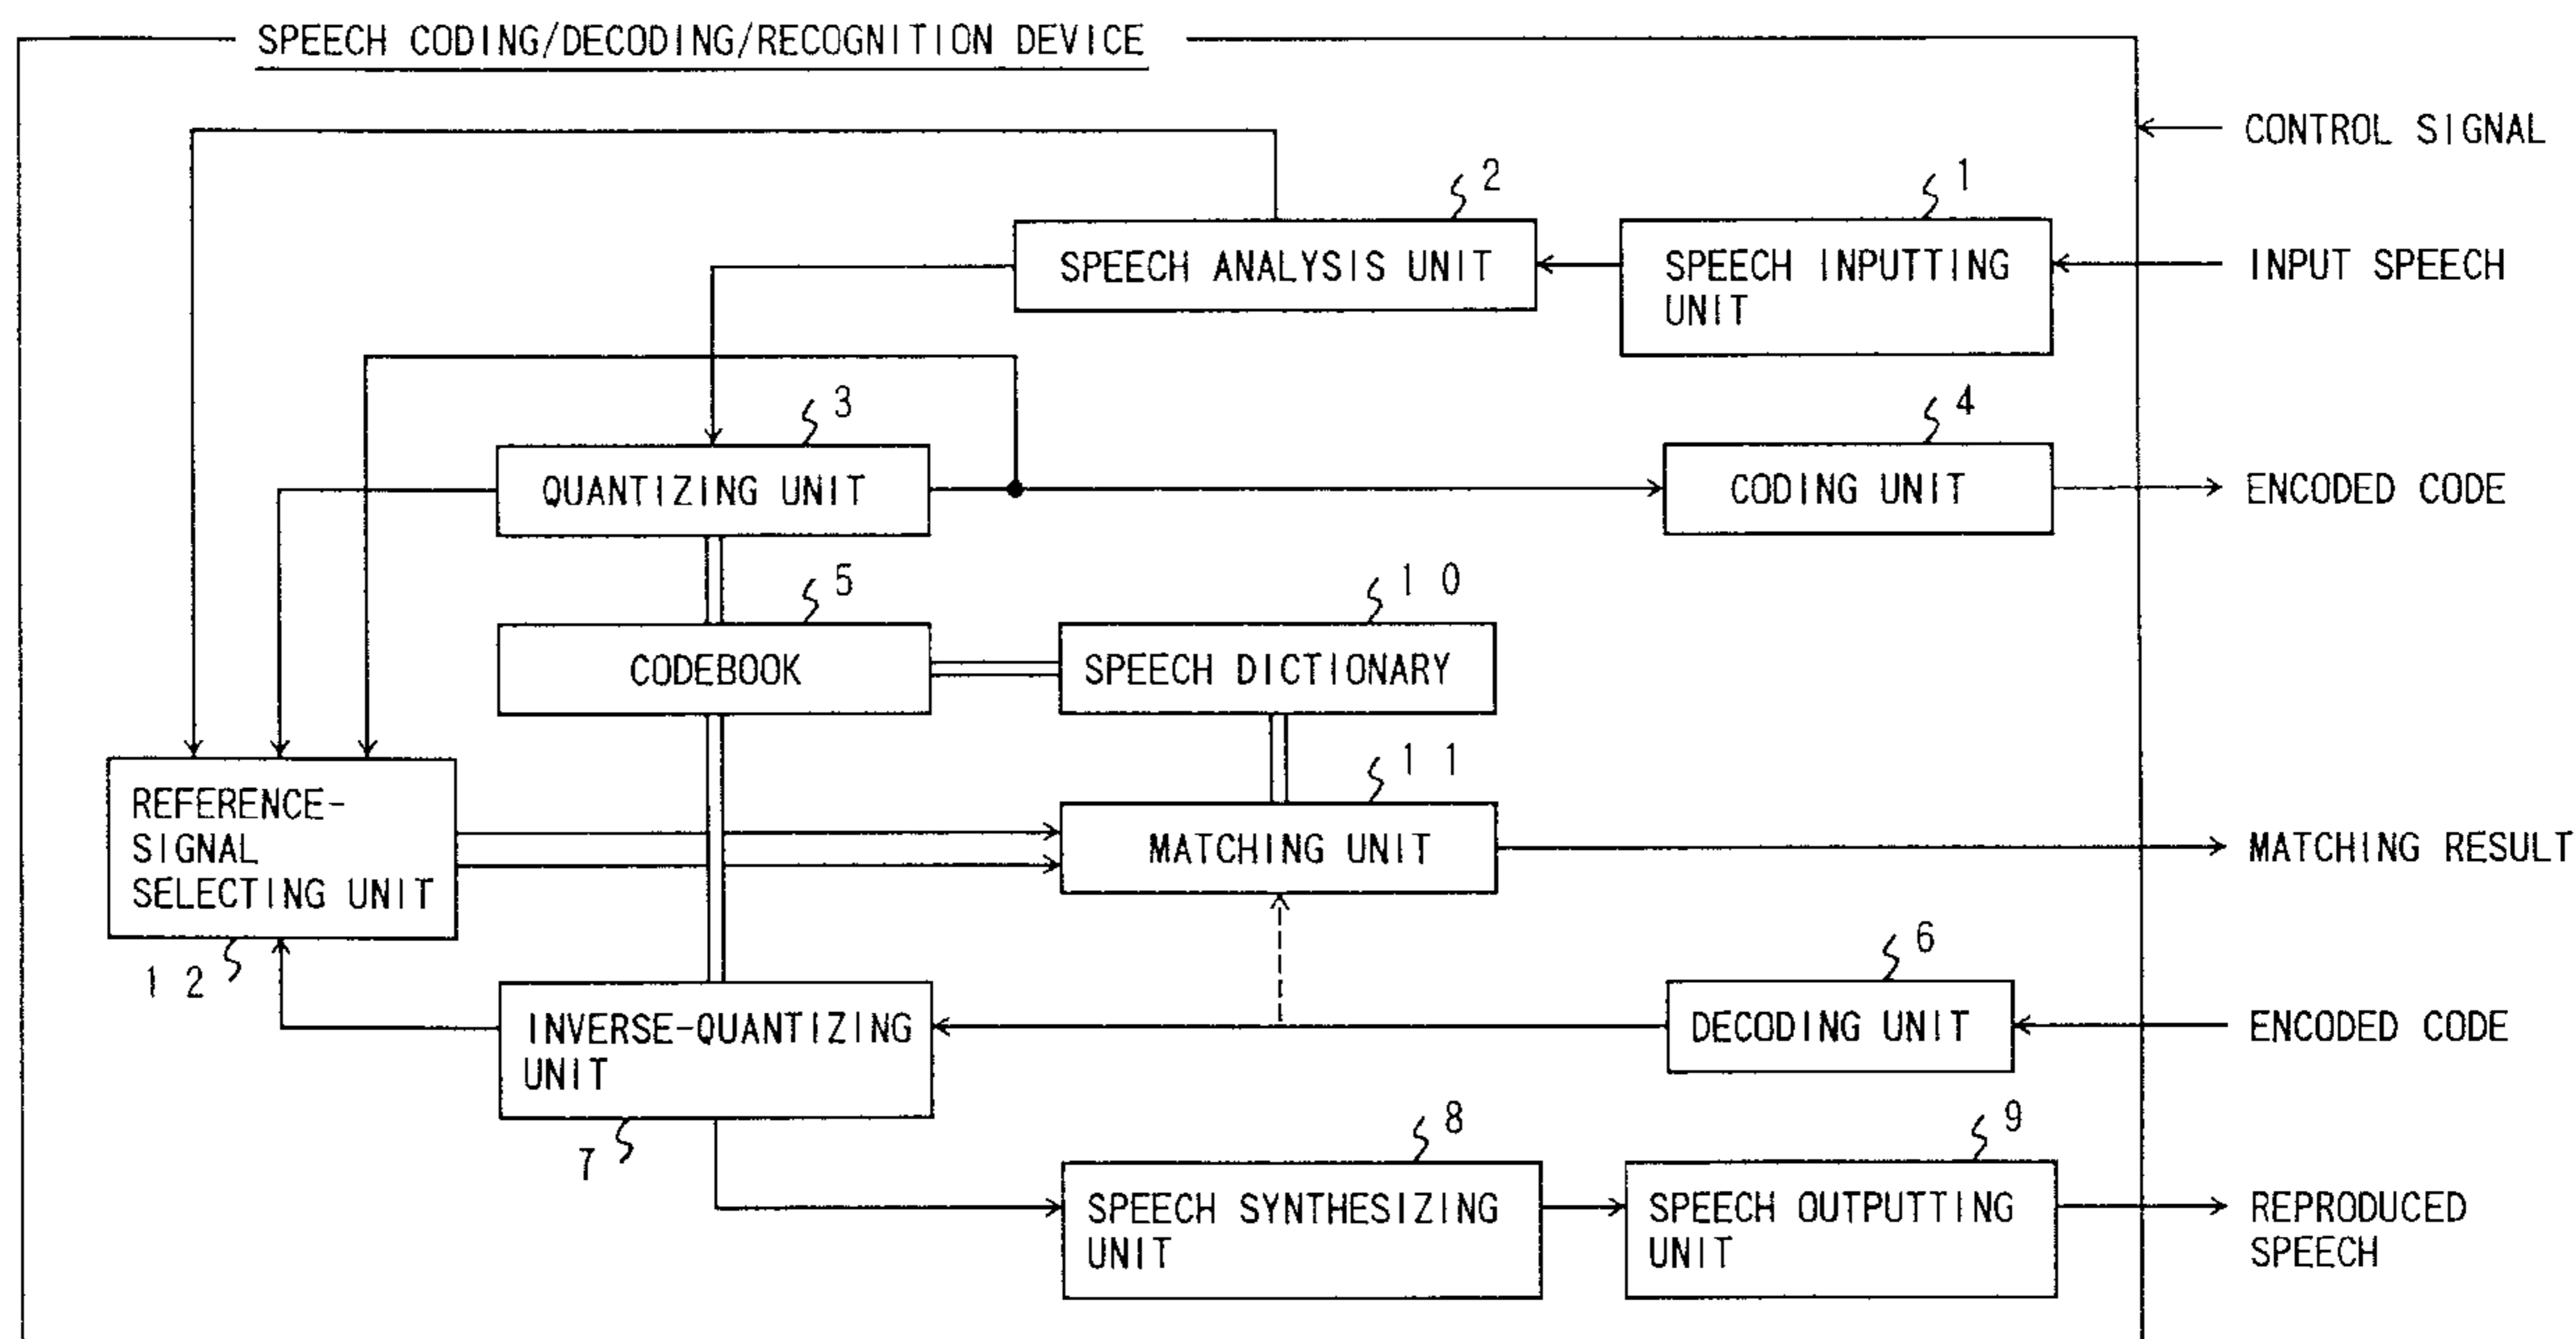 SPEECH CODING/DECODING/RECOGNITION DEVICE
CONTROL SIGNAL
2
1
SPEECH ANALYSIS UNIT
SPEECH INPUTTING
UNIT
INPUT SPEECH
3
4
QUANTIZING UNIT
CODING UNIT
ENCODED CODE
5
10
CODEBOOK
SPEECH DICTIONARY
11
REFERENCE-
SIGNAL
SELECTING UNIT
MATCHING UNIT
MATCHING RESULT
12
6
INVERSE-QUANTIZING
UNIT
DECODING UNIT
ENCODED CODE
7
8
9
SPEECH SYNTHESIZING
UNIT
SPEECH OUTPUTTING
UNIT
REPRODUCED
SPEECH